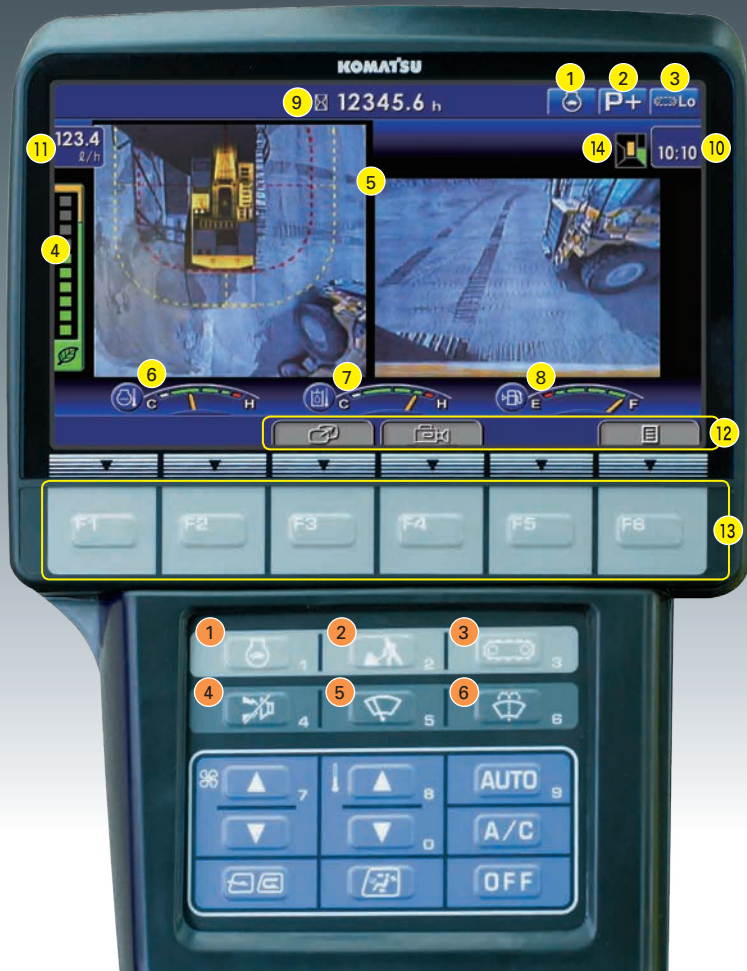 KOMATSU
1 2 3
9 12345.6 h P+ Lo
11 123.4 14 10:10 10
ℓ/h
5
4
6 7 8
C H C H E F
12
F1 F2 F3 F4 F5 F6 13
1 2 3
1 2 3
4 5 6
4 5 6
7 8 AUTO 9
0 A/C
OFF